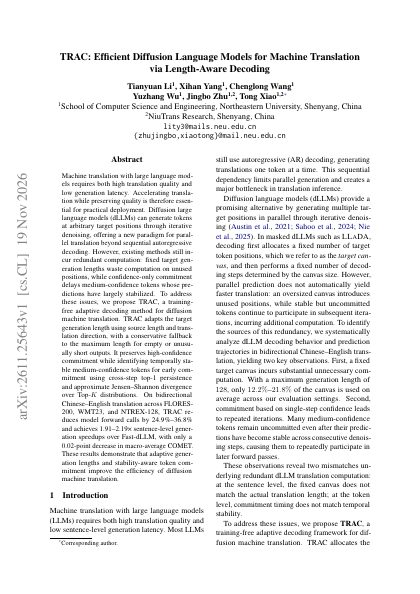 arXiv:2611.25643v1 [cs.CL] 19 Nov 2026
TRAC: Efficient Diffusion Language Models for Machine Translation
via Length-Aware Decoding
Tianyuan Li¹, Xihan Yang¹, Chenglong Wang¹
Yuzhang Wu¹, Jingbo Zhu¹,², Tong Xiao¹,²*
¹School of Computer Science and Engineering, Northeastern University, Shenyang, China
²NiuTrans Research, Shenyang, China
lity3@mails.neu.edu.cn
{zhujingbo,xiaotong}@mail.neu.edu.cn
Abstract
Machine translation with large language mod-
els requires both high translation quality and
low generation latency. Accelerating transla-
tion while preserving quality is therefore essen-
tial for practical deployment. Diffusion large
language models (dLLMs) can generate tokens
at arbitrary target positions through iterative
denoising, offering a new paradigm for paral-
lel translation beyond sequential autoregressive
decoding. However, existing methods still in-
cur redundant computation: fixed target gen-
eration lengths waste computation on unused
positions, while confidence-only commitment
delays medium-confidence tokens whose pre-
dictions have largely stabilized. To address
these issues, we propose TRAC, a training-
free adaptive decoding method for diffusion
machine translation. TRAC adapts the target
generation length using source length and trans-
lation direction, with a conservative fallback
to the maximum length for empty or unusu-
ally short outputs. It preserves high-confidence
commitment while identifying temporally sta-
ble medium-confidence tokens for early com-
mitment using cross-step top-1 persistence
and approximate Jensen–Shannon divergence
over Top-K distributions. On bidirectional
Chinese–English translation across FLORES-
200, WMT23, and NTREX-128, TRAC re-
duces model forward calls by 24.9%–36.8%
and achieves 1.91–2.19x sentence-level gener-
ation speedups over Fast-dLLM, with only a
0.02-point decrease in macro-average COMET.
These results demonstrate that adaptive gener-
ation lengths and stability-aware token com-
mitment improve the efficiency of diffusion
machine translation.
1 Introduction
Machine translation with large language models
(LLMs) requires both high translation quality and
low sentence-level generation latency. Most LLMs
*Corresponding author.
still use autoregressive (AR) decoding, generating
translations one token at a time. This sequential
dependency limits parallel generation and creates a
major bottleneck in translation inference.
Diffusion language models (dLLMs) provide a
promising alternative by generating multiple tar-
get positions in parallel through iterative denois-
ing (Austin et al., 2021; Sahoo et al., 2024; Nie
et al., 2025). In masked dLLMs such as LLaDA,
decoding first allocates a fixed number of target
token positions, which we refer to as the target can-
vas, and then performs a fixed number of decod-
ing steps determined by the canvas size. However,
parallel prediction does not automatically yield
faster translation: an oversized canvas introduces
unused positions, while stable but uncommitted
tokens continue to participate in subsequent itera-
tions, incurring additional computation. To identify
the sources of this redundancy, we systematically
analyze dLLM decoding behavior and prediction
trajectories in bidirectional Chinese–English trans-
lation, yielding two key observations. First, a fixed
target canvas incurs substantial unnecessary com-
putation. With a maximum generation length of
128, only 12.2%–21.8% of the canvas is used on
average across our evaluation settings. Second,
commitment based on single-step confidence leads
to repeated iterations. Many medium-confidence
tokens remain uncommitted even after their predic-
tions have become stable across consecutive denois-
ing steps, causing them to repeatedly participate in
later forward passes.
These observations reveal two mismatches un-
derlying redundant dLLM translation computation:
at the sentence level, the fixed canvas does not
match the actual translation length; at the token
level, commitment timing does not match temporal
stability.
To address these issues, we propose TRAC, a
training-free adaptive decoding framework for dif-
fusion machine translation. TRAC allocates the